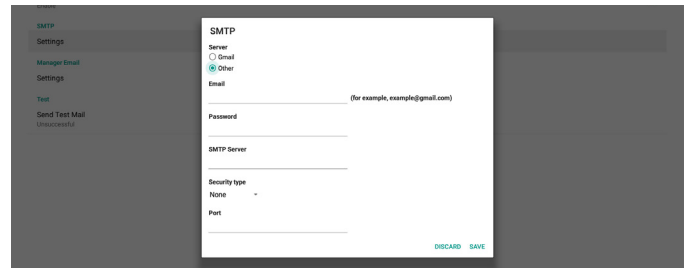 Enable
SMTP
Settings
Manager Email
Settings
Test
Send Test Mail
Unsuccessful
SMTP
Server
Gmail
Other
Email
(for example, example@gmail.com)
Password
SMTP Server
Security type
None
Port
DISCARD SAVE